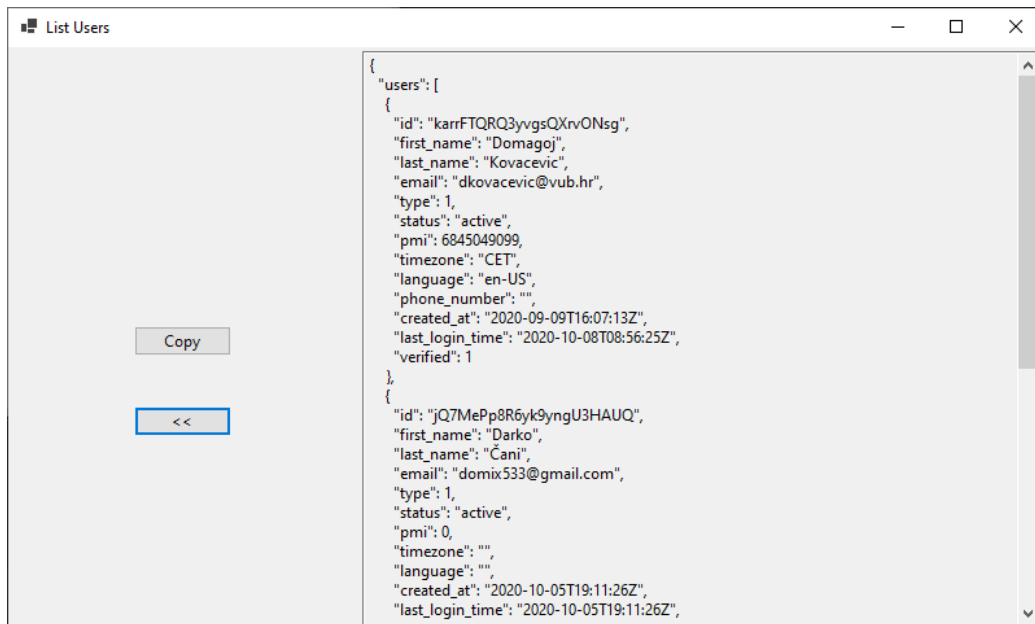 List Users
{
"users": [
{
"id": "karrFTQRQ3yvgsQXrvONsg",
"first_name": "Domagoj",
"last_name": "Kovacevic",
"email": "dkovacevic@vub.hr",
"type": 1,
"status": "active",
"pmi": 6845049099,
"timezone": "CET",
"language": "en-US",
"phone_number": "",
"created_at": "2020-09-09T16:07:13Z",
"last_login_time": "2020-10-08T08:56:25Z",
"verified": 1
},
{
"id": "jQ7MePp8R6yk9yngU3HAUQ",
"first_name": "Darko",
"last_name": "Čani",
"email": "domix533@gmail.com",
"type": 1,
"status": "active",
"pmi": 0,
"timezone": "",
"language": "",
"created_at": "2020-10-05T19:11:26Z",
"last_login_time": "2020-10-05T19:11:26Z",
Copy
<<